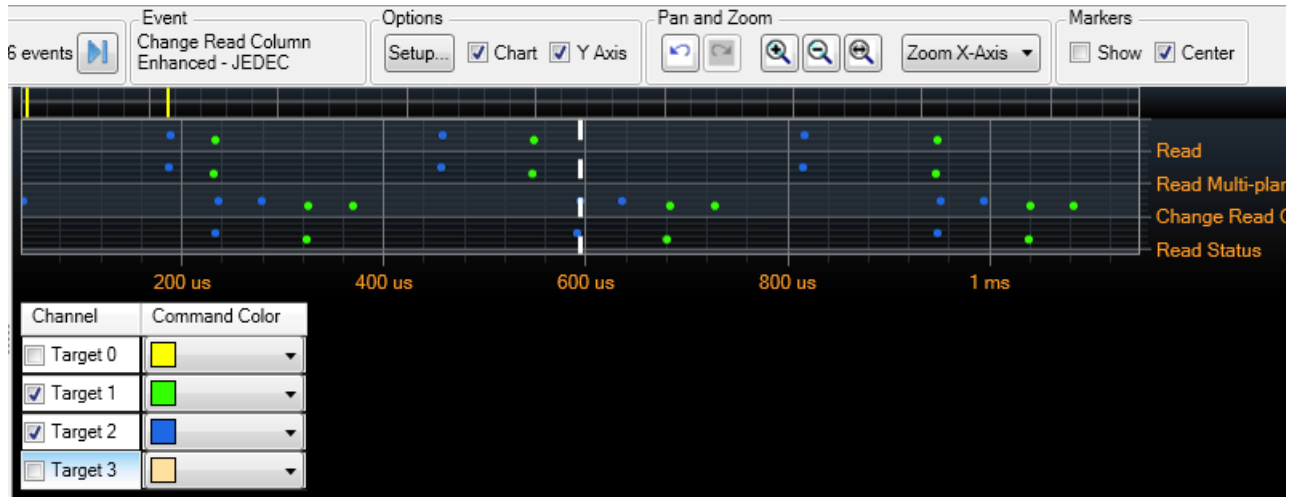 6 events
Event
Change Read Column
Enhanced - JEDEC
Options
Setup...
Chart
Y Axis
Pan and Zoom
Zoom X-Axis
Markers
Show
Center
Read
Read Multi-plan
Change Read
Read Status
200 us
400 us
600 us
800 us
1 ms
Channel
Command Color
Target 0
Target 1
Target 2
Target 3